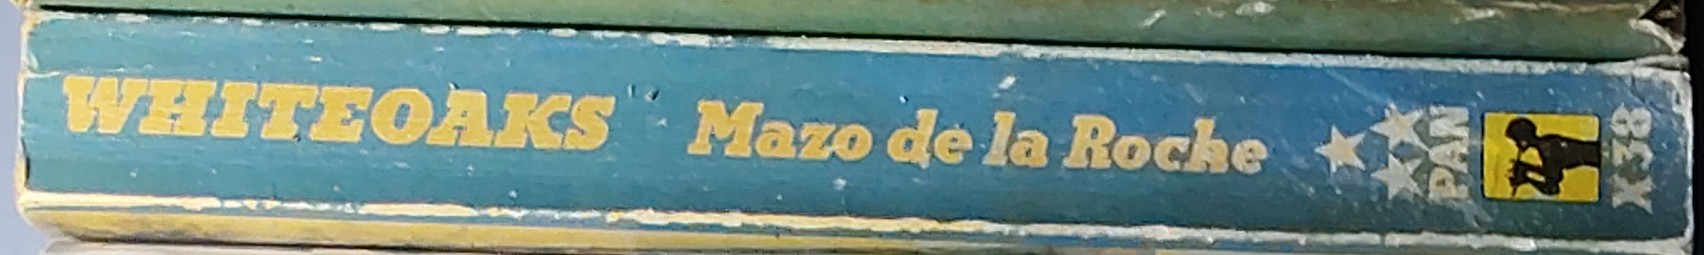 WHITEOAKS Mazo de la Roche
PAN
X38